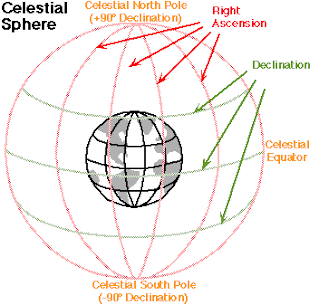 Celestial
Sphere
Celestial North Pole
(+90° Declination)
Right
Ascension
Declination
Celestial
Equator
Celestial South Pole
(-90° Declination)